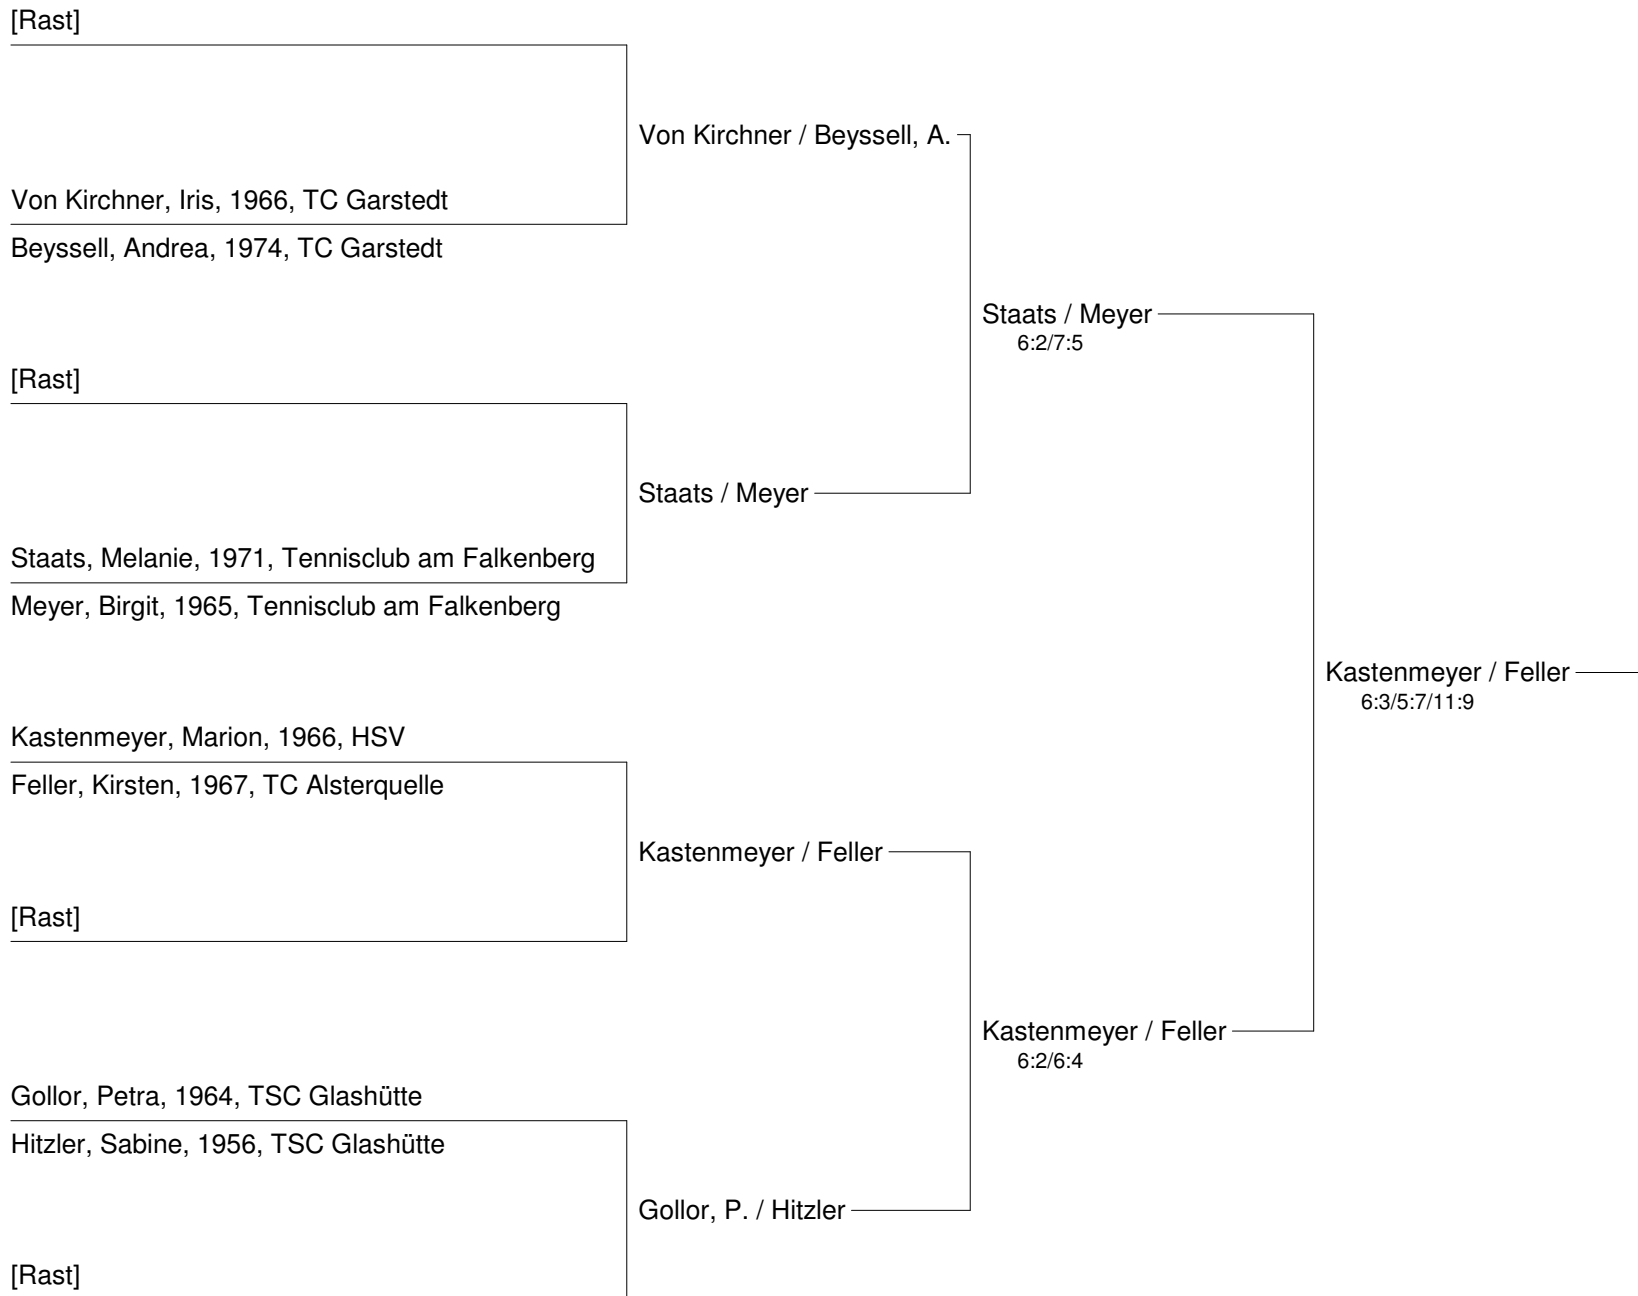 [Rast]
Von Kirchner / Beyssell, A.
Von Kirchner, Iris, 1966, TC Garstedt
Beyssell, Andrea, 1974, TC Garstedt
Staats / Meyer
6:2/7:5
[Rast]
Staats / Meyer
Staats, Melanie, 1971, Tennisclub am Falkenberg
Meyer, Birgit, 1965, Tennisclub am Falkenberg
Kastenmeyer / Feller
6:3/5:7/11:9
Kastenmeyer, Marion, 1966, HSV
Feller, Kirsten, 1967, TC Alsterquelle
Kastenmeyer / Feller
[Rast]
Kastenmeyer / Feller
6:2/6:4
Gollor, Petra, 1964, TSC Glashütte
Hitzler, Sabine, 1956, TSC Glashütte
Gollor, P. / Hitzler
[Rast]